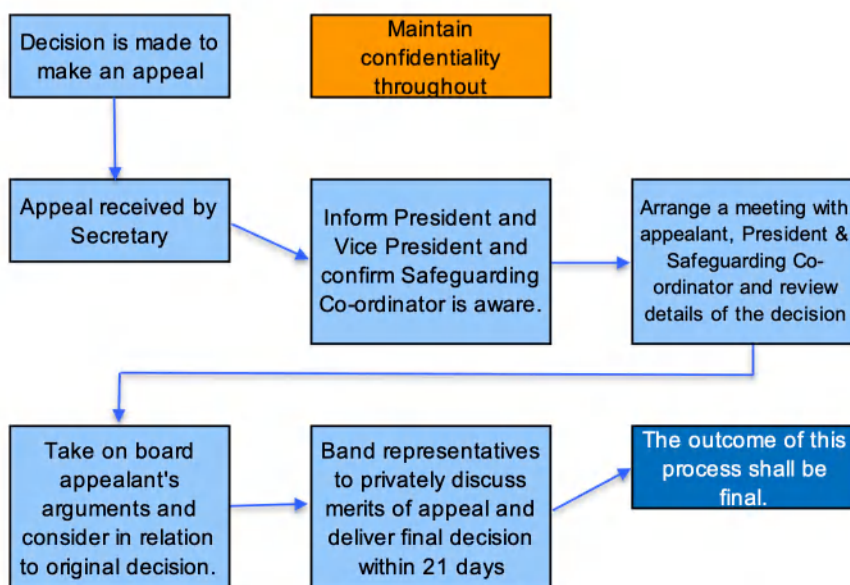 Decision is made to
make an appeal
Maintain
confidentiality
throughout
Appeal received by
Secretary
Inform President and
Vice President and
confirm Safeguarding
Co-ordinator is aware.
Arrange a meeting with
appealant, President &
Safeguarding Co-
ordinator and review
details of the decision
Take on board
appealant's
arguments and
consider in relation
to original decision.
Band representatives
to privately discuss
merits of appeal and
deliver final decision
within 21 days
The outcome of this
process shall be
final.